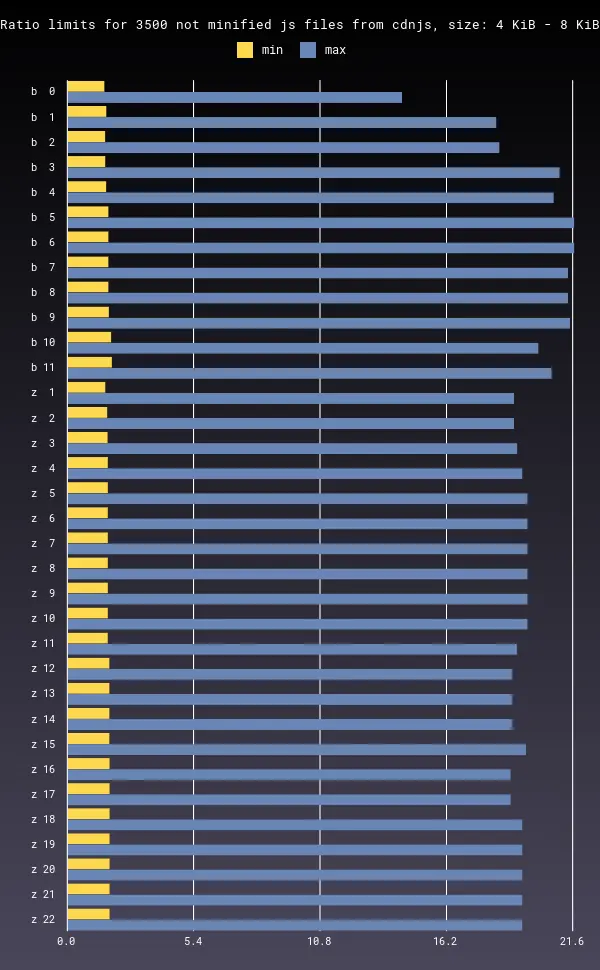 Ratio limits for 3500 not minified js files from cdnjs, size: 4 KiB - 8 KiB
min max
b 0
b 1
b 2
b 3
b 4
b 5
b 6
b 7
b 8
b 9
b 10
b 11
z 1
z 2
z 3
z 4
z 5
z 6
z 7
z 8
z 9
z 10
z 11
z 12
z 13
z 14
z 15
z 16
z 17
z 18
z 19
z 20
z 21
z 22
0.0 5.4 10.8 16.2 21.6